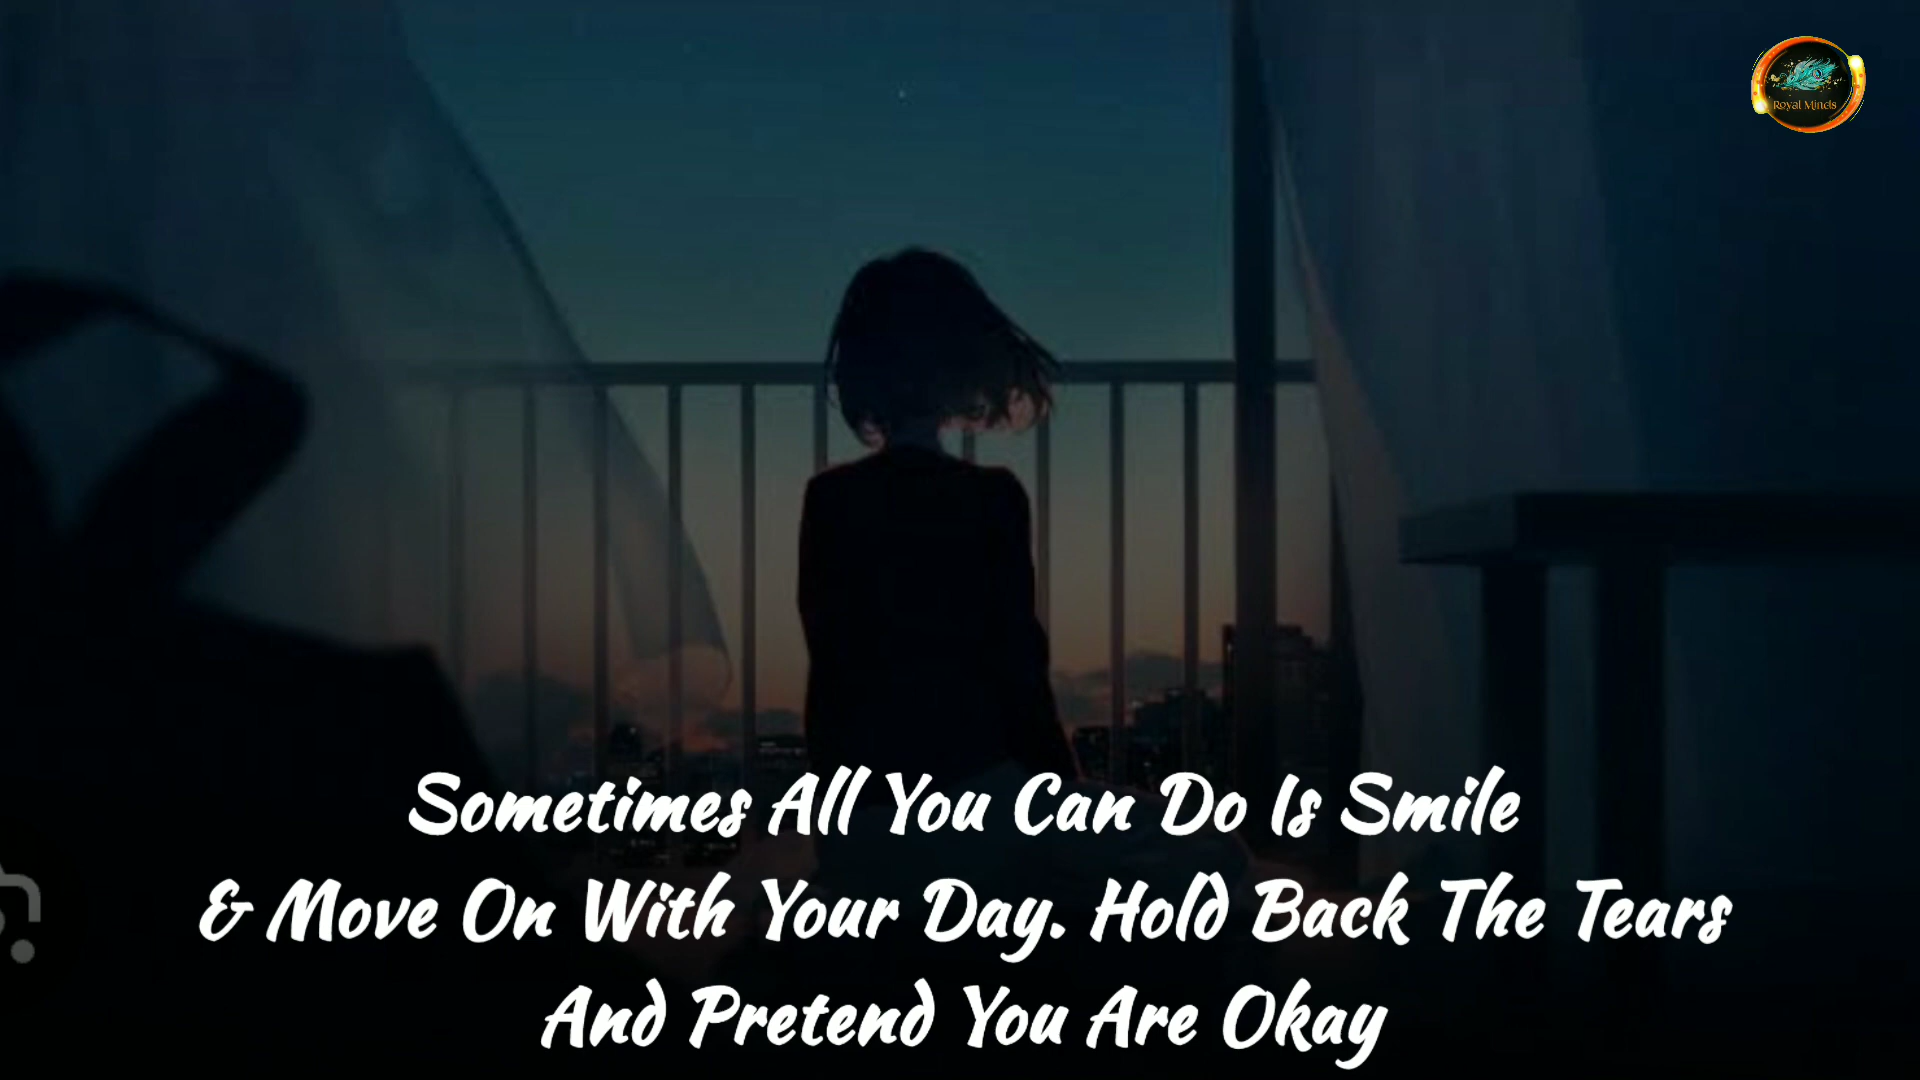 Royal Minds
Sometimes All You Can Do Is Smile
& Move On With Your Day. Hold Back The Tears
And Pretend You Are Okay